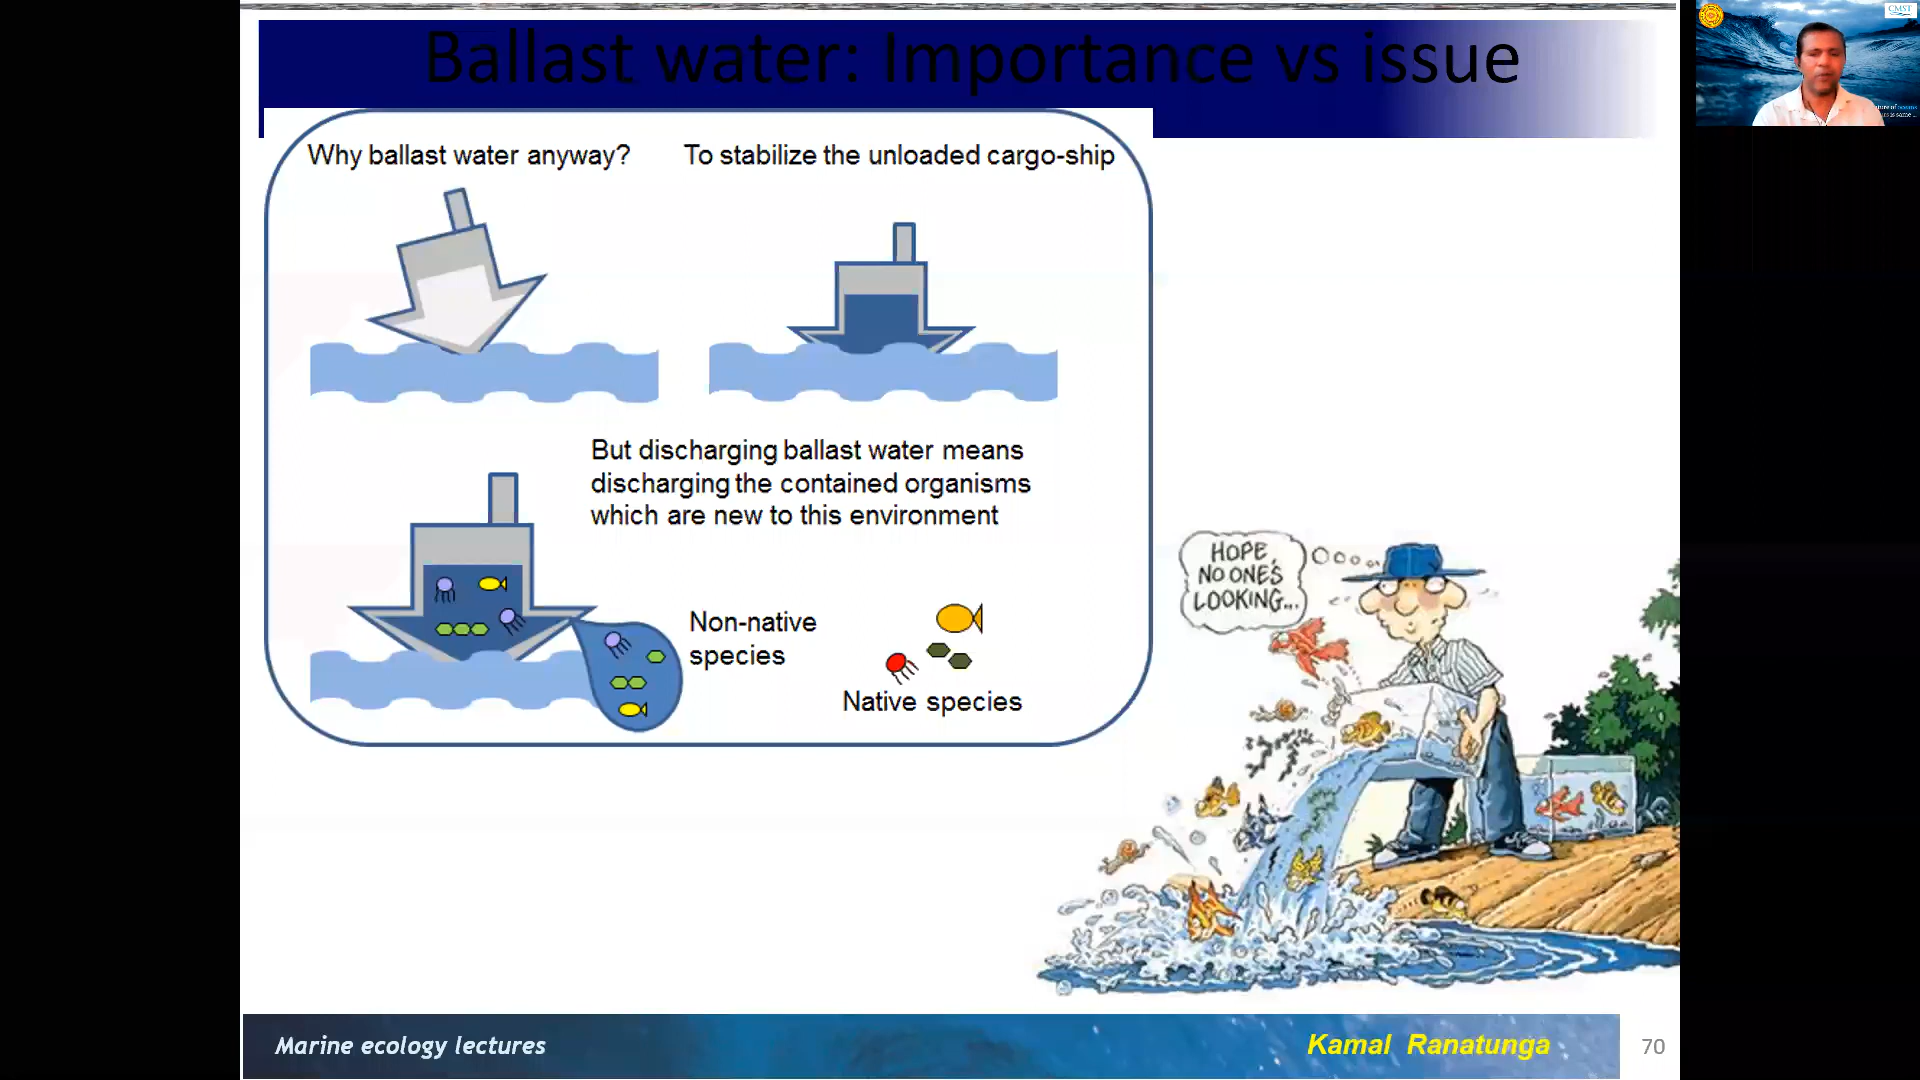 Ballast water: Importance vs issue
CMST
Why ballast water anyway?
To stabilize the unloaded cargo-ship
But discharging ballast water means
discharging the contained organisms
which are new to this environment
Non-native
species
Native species
HOPE
NO ONE'S
LOOKING...
Marine ecology lectures
Kamal Ranatunga
70